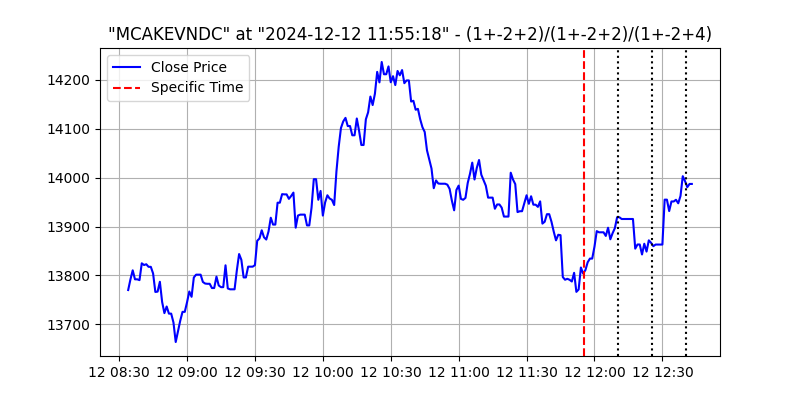 "MCAKEVNDC" at "2024-12-12 11:55:18" - (1+-2+2)/(1+-2+2)/(1+-2+4)
Close Price
Specific Time
14200
14100
14000
13900
13800
13700
12 08:30 12 09:00 12 09:30 12 10:00 12 10:30 12 11:00 12 11:30 12 12:00 12 12:30